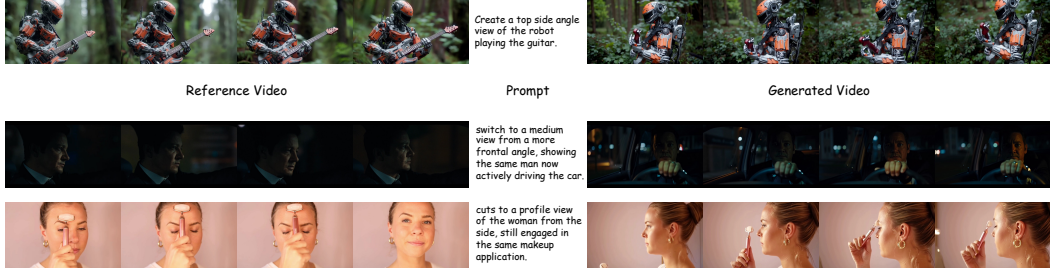 Create a top side angle
view of the robot
playing the guitar.
Reference Video
Prompt
Generated Video
switch to a medium
view from a more
frontal angle, showing
the same man now
actively driving the car.
cuts to a profile view
of the woman from the
side, still engaged in
the same makeup
application.